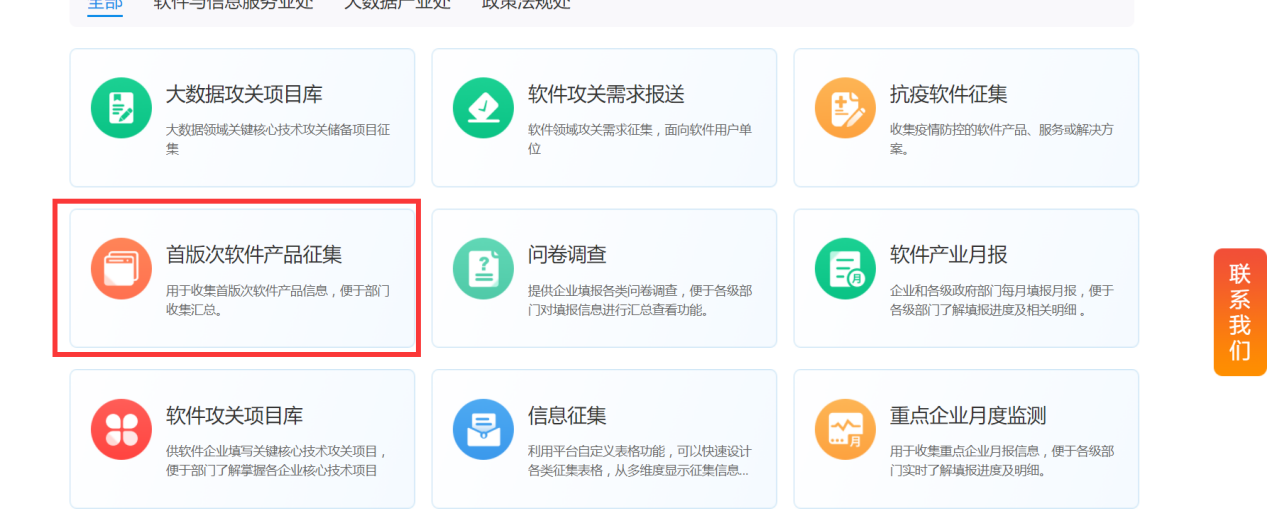 全部 软件与信息服务业处 大数据产业处 政策法规处
大数据攻关项目库
大数据领域关键核心技术攻关储备项目征
集
软件攻关需求报送
软件领域攻关需求征集，面向软件用户单
位
抗疫软件征集
收集疫情防控的软件产品、服务或解决方
案。
首版次软件产品征集
用于收集首版次软件产品信息，便于部门
收集汇总。
问卷调查
提供企业填报各类问卷调查，便于各级部
门对填报信息进行汇总查看功能。
软件产业月报
企业和各级政府部门每月填报月报，便于
各级部门了解填报进度及相关明细 。
月
软件攻关项目库
供软件企业填写关键核心技术攻关项目，
便于部门了解掌握各企业核心技术项目
信息征集
利用平台自定义表格功能，可以快速设计
各类征集表格，从多维度显示征集信息...
重点企业月度监测
用于收集重点企业月报信息，便于各级部
门实时了解填报进度及明细。
月
联
系
我
们